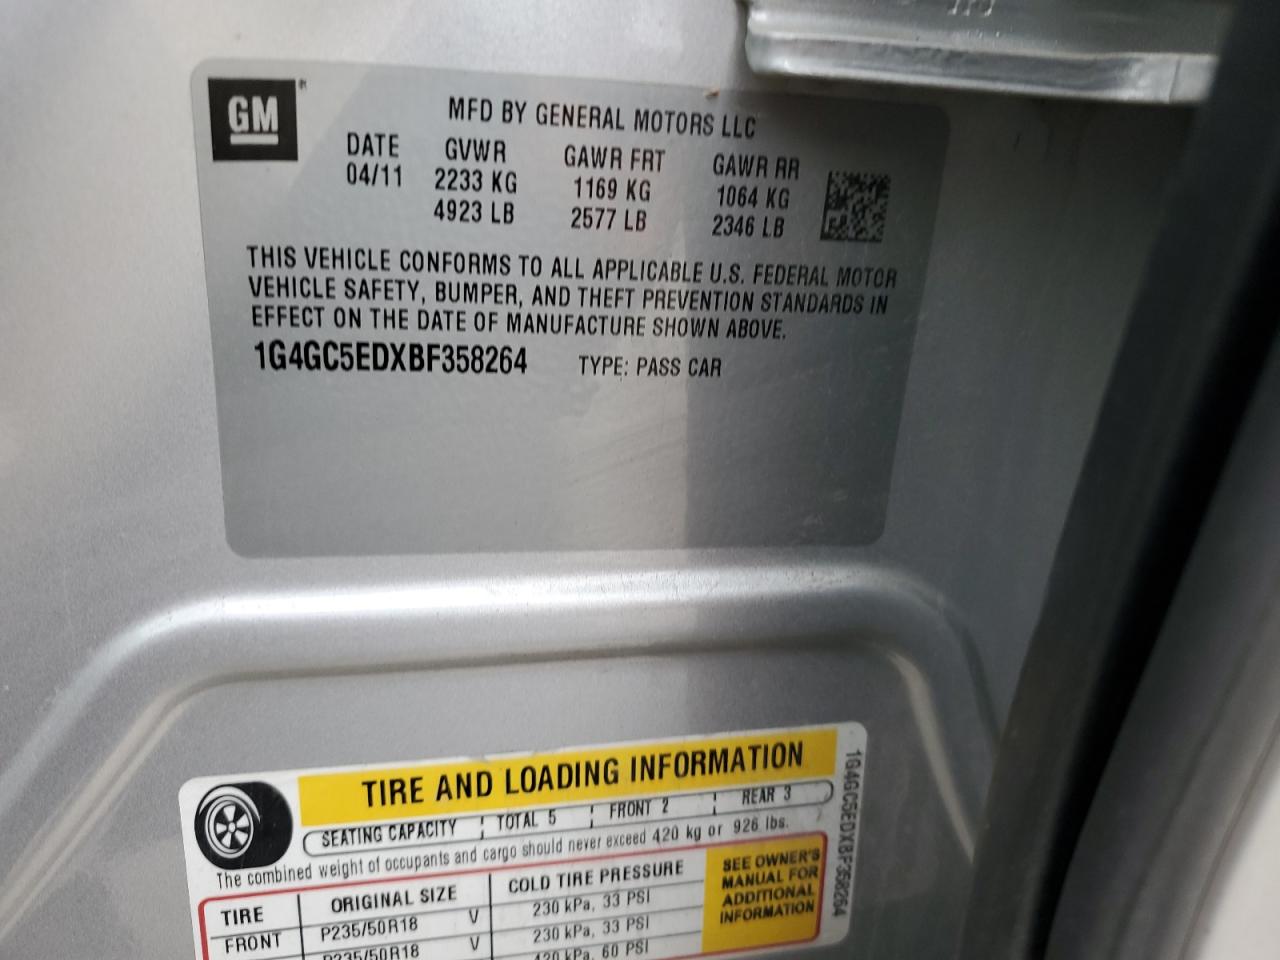 GM
MFD BY GENERAL MOTORS LLC
DATE GVWR GAWR FRT GAWR RR
04/11 2233 KG 1169 KG 1064 KG
4923 LB 2577 LB 2346 LB
THIS VEHICLE CONFORMS TO ALL APPLICABLE U.S. FEDERAL MOTOR
VEHICLE SAFETY, BUMPER, AND THEFT PREVENTION STANDARDS IN
EFFECT ON THE DATE OF MANUFACTURE SHOWN ABOVE.
1G4GC5EDXBF358264 TYPE: PASS CAR
TIRE AND LOADING INFORMATION
SEATING CAPACITY TOTAL 5 FRONT 2 REAR 3
The combined weight of occupants and cargo should never exceed 420 kg or 926 lbs.
TIRE ORIGINAL SIZE COLD TIRE PRESSURE
FRONT P235/50R18 V 230 kPa, 33 PSI
P235/50R18 V 230 kPa, 33 PSI
420 kPa, 60 PSI
SEE OWNER'S
MANUAL FOR
ADDITIONAL
INFORMATION
1G4GC5EDXBF358264